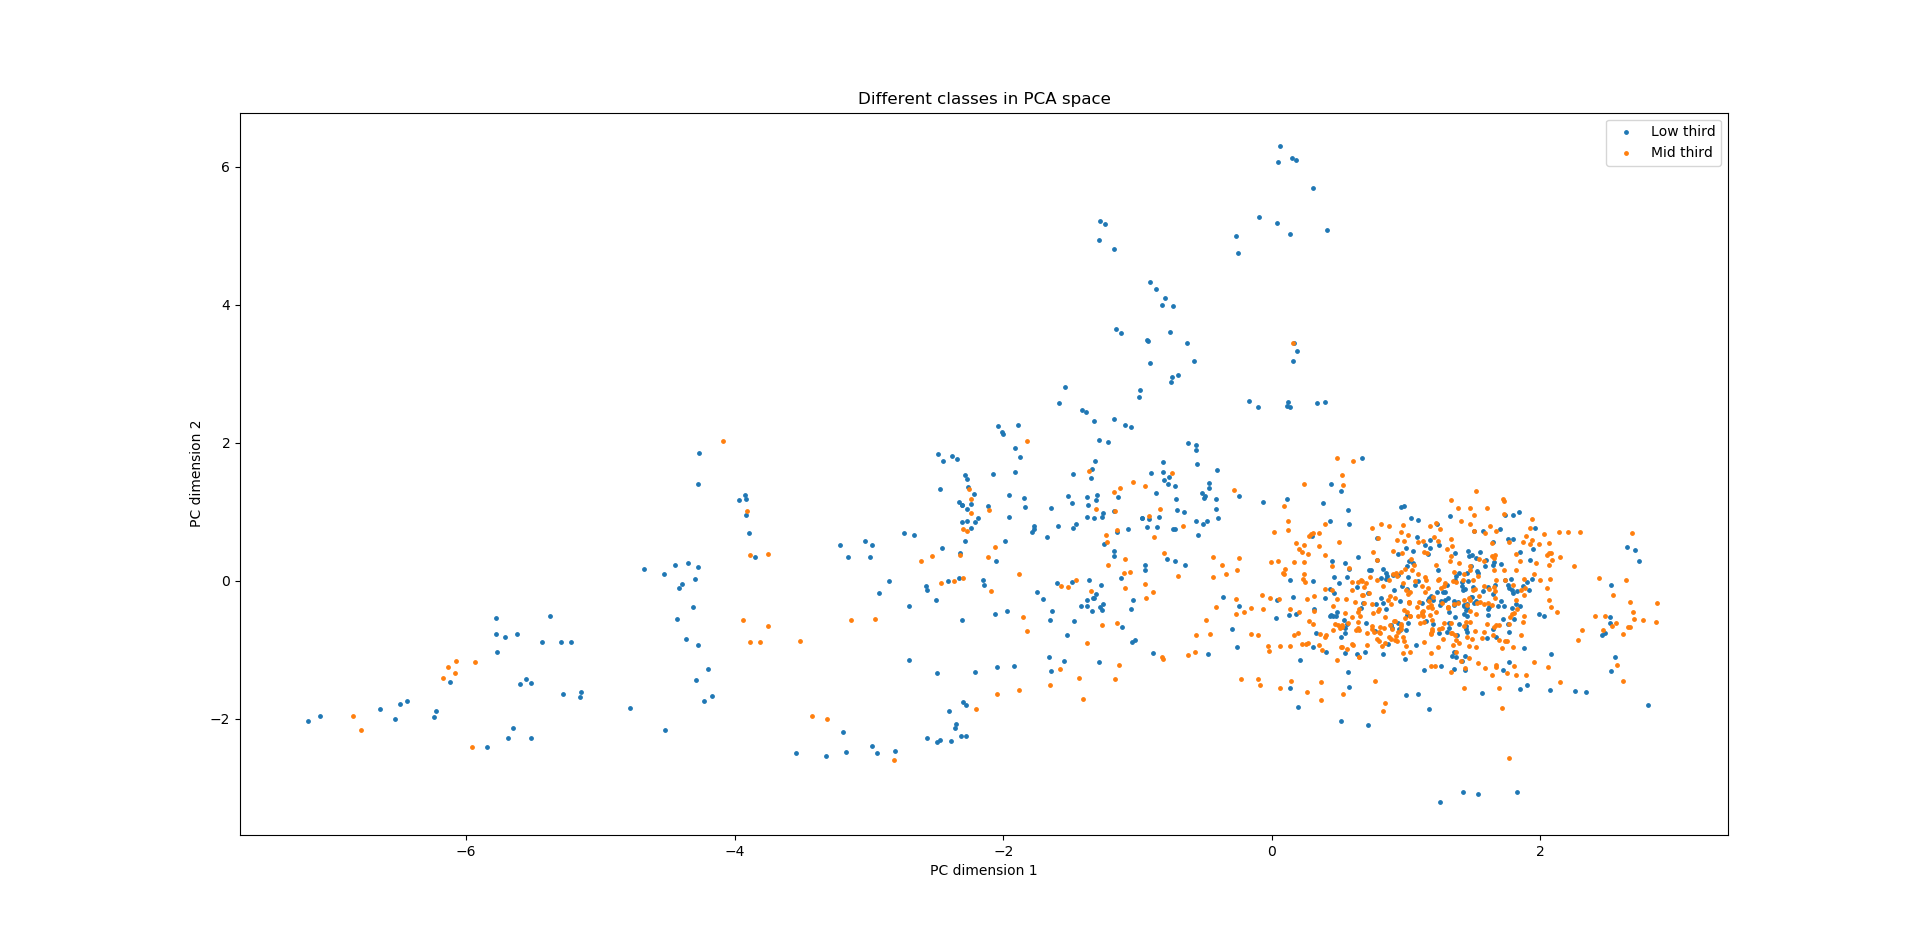 Different classes in PCA space
Low third
Mid third
6
4
2
0
−2
PC dimension 2
−6
−4
−2
0
2
PC dimension 1